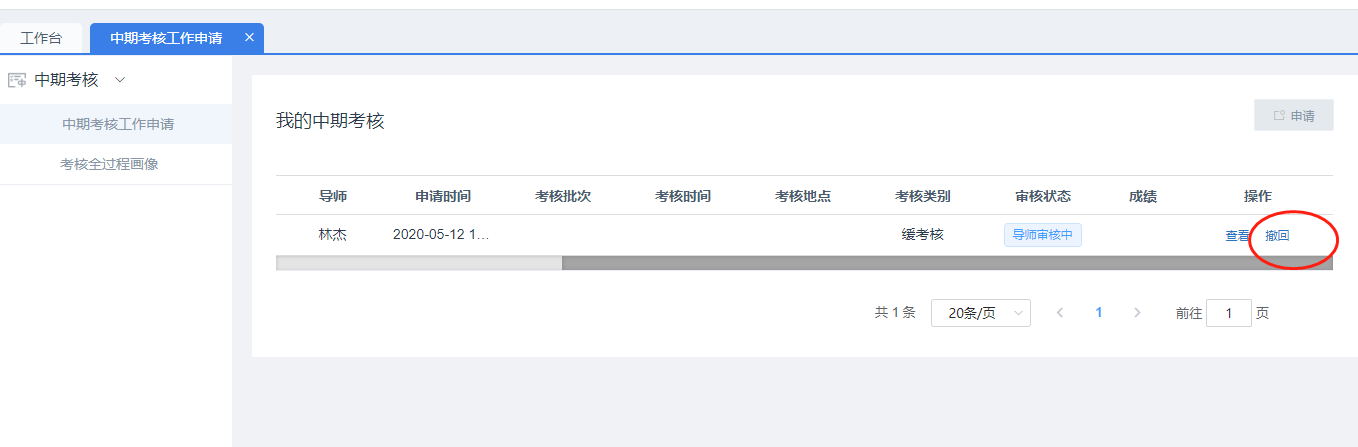 工作台 中期考核工作申请 ×
中期考核
中期考核工作申请
考核全过程画像
我的中期考核 申请
导师 申请时间 考核批次 考核时间 考核地点 考核类别 审核状态 成绩 操作
林杰 2020-05-12 1... 缓考核 导师审核中 查看 撤回
共 1 条 20条/页 1 前往 1 页